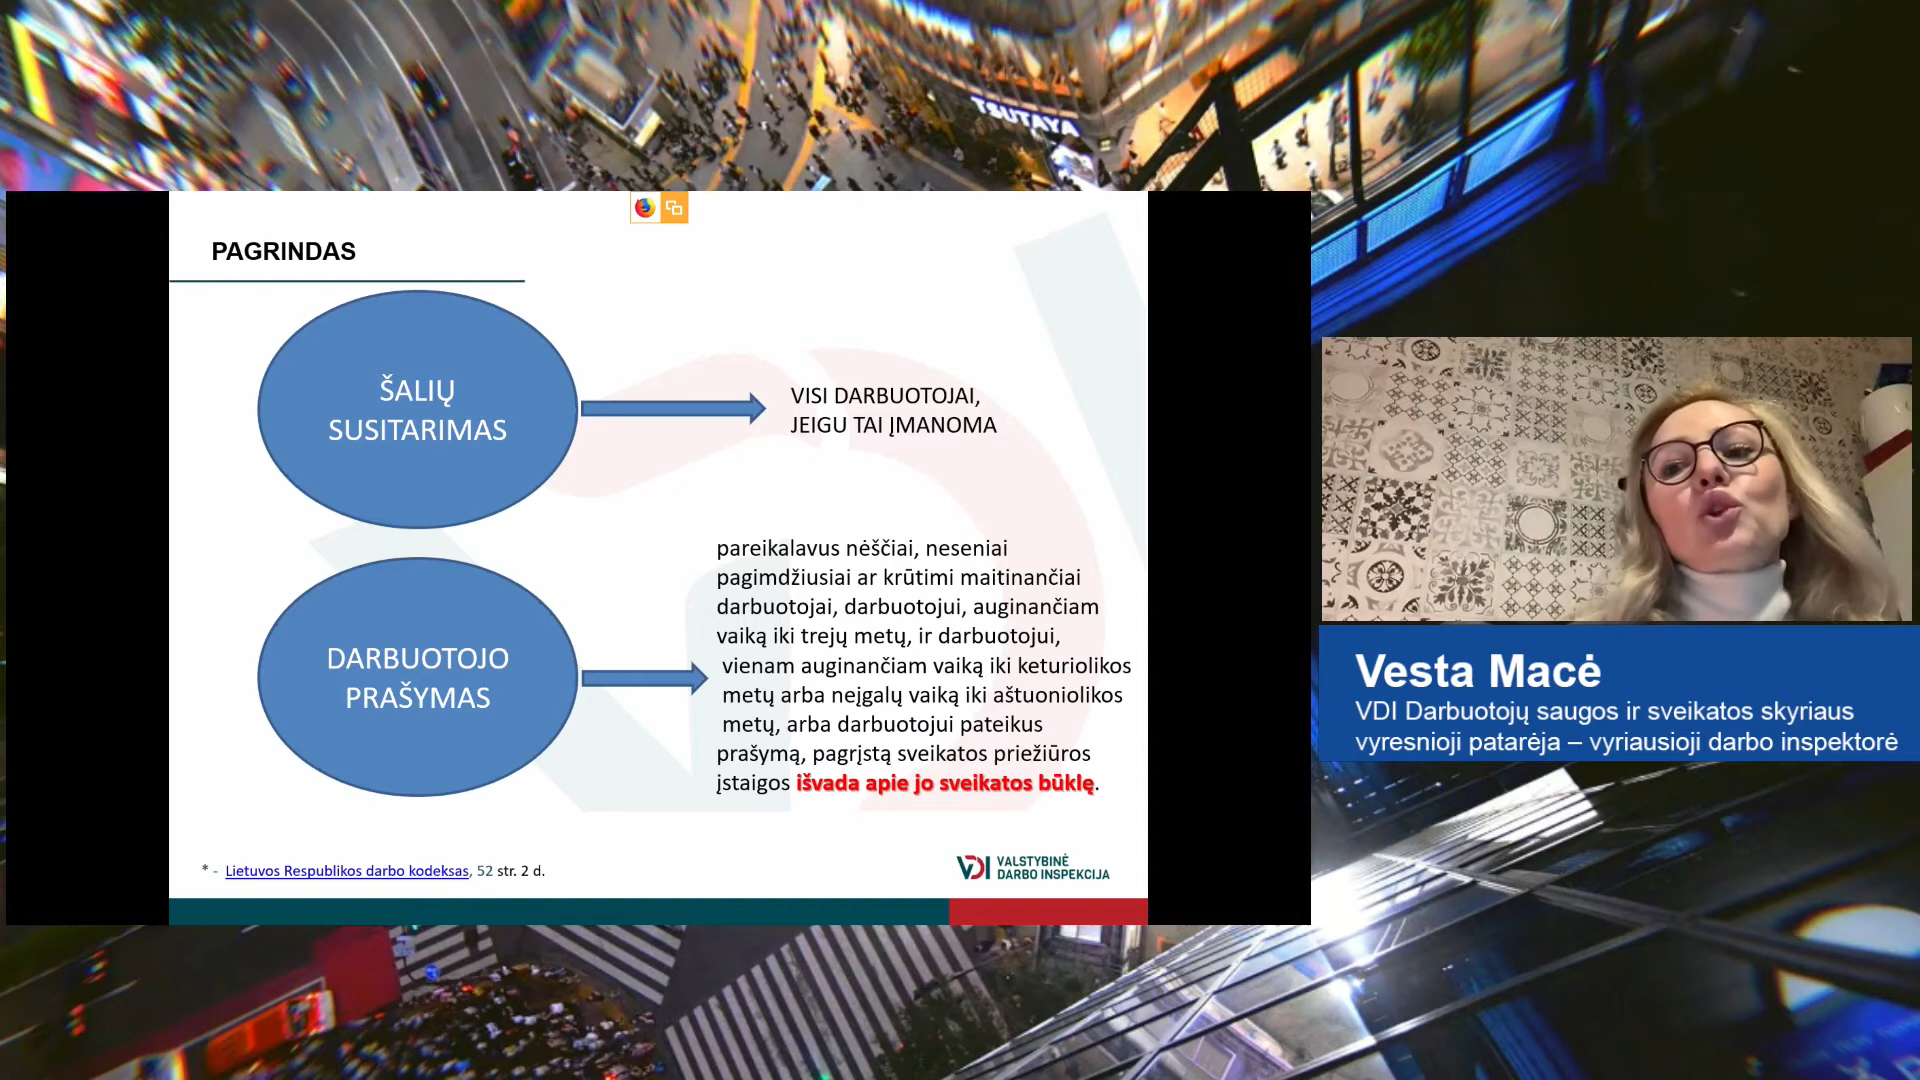 TSUTAYA
PAGRINDAS
ŠALIŲ
SUSITARIMAS
VISI DARBUOTOJAI,
JEIGU TAI ĮMANOMA
DARBUOTOJO
PRAŠYMAS
pareikalavus nėščiai, neseniai
pagimdžiusiai ar krūtimi maitinančiai
darbuotojai, darbuotojui, auginančiam
vaiką iki trejų metų, ir darbuotojui,
vienam auginančiam vaiką iki keturiolikos
metų arba neįgalų vaiką iki aštuoniolikos
metų, arba darbuotojui pateikus
prašymą, pagrįstą sveikatos priežiūros
įstaigos išvada apie jo sveikatos būklę.
* - Lietuvos Respublikos darbo kodeksas, 52 str. 2 d.
VDI VALSTYBINĖ
DARBO INSPEKCIJA
Vesta Macė
VDI Darbuotojų saugos ir sveikatos skyriaus
vyresnioji patarėja – vyriausioji darbo inspektorė